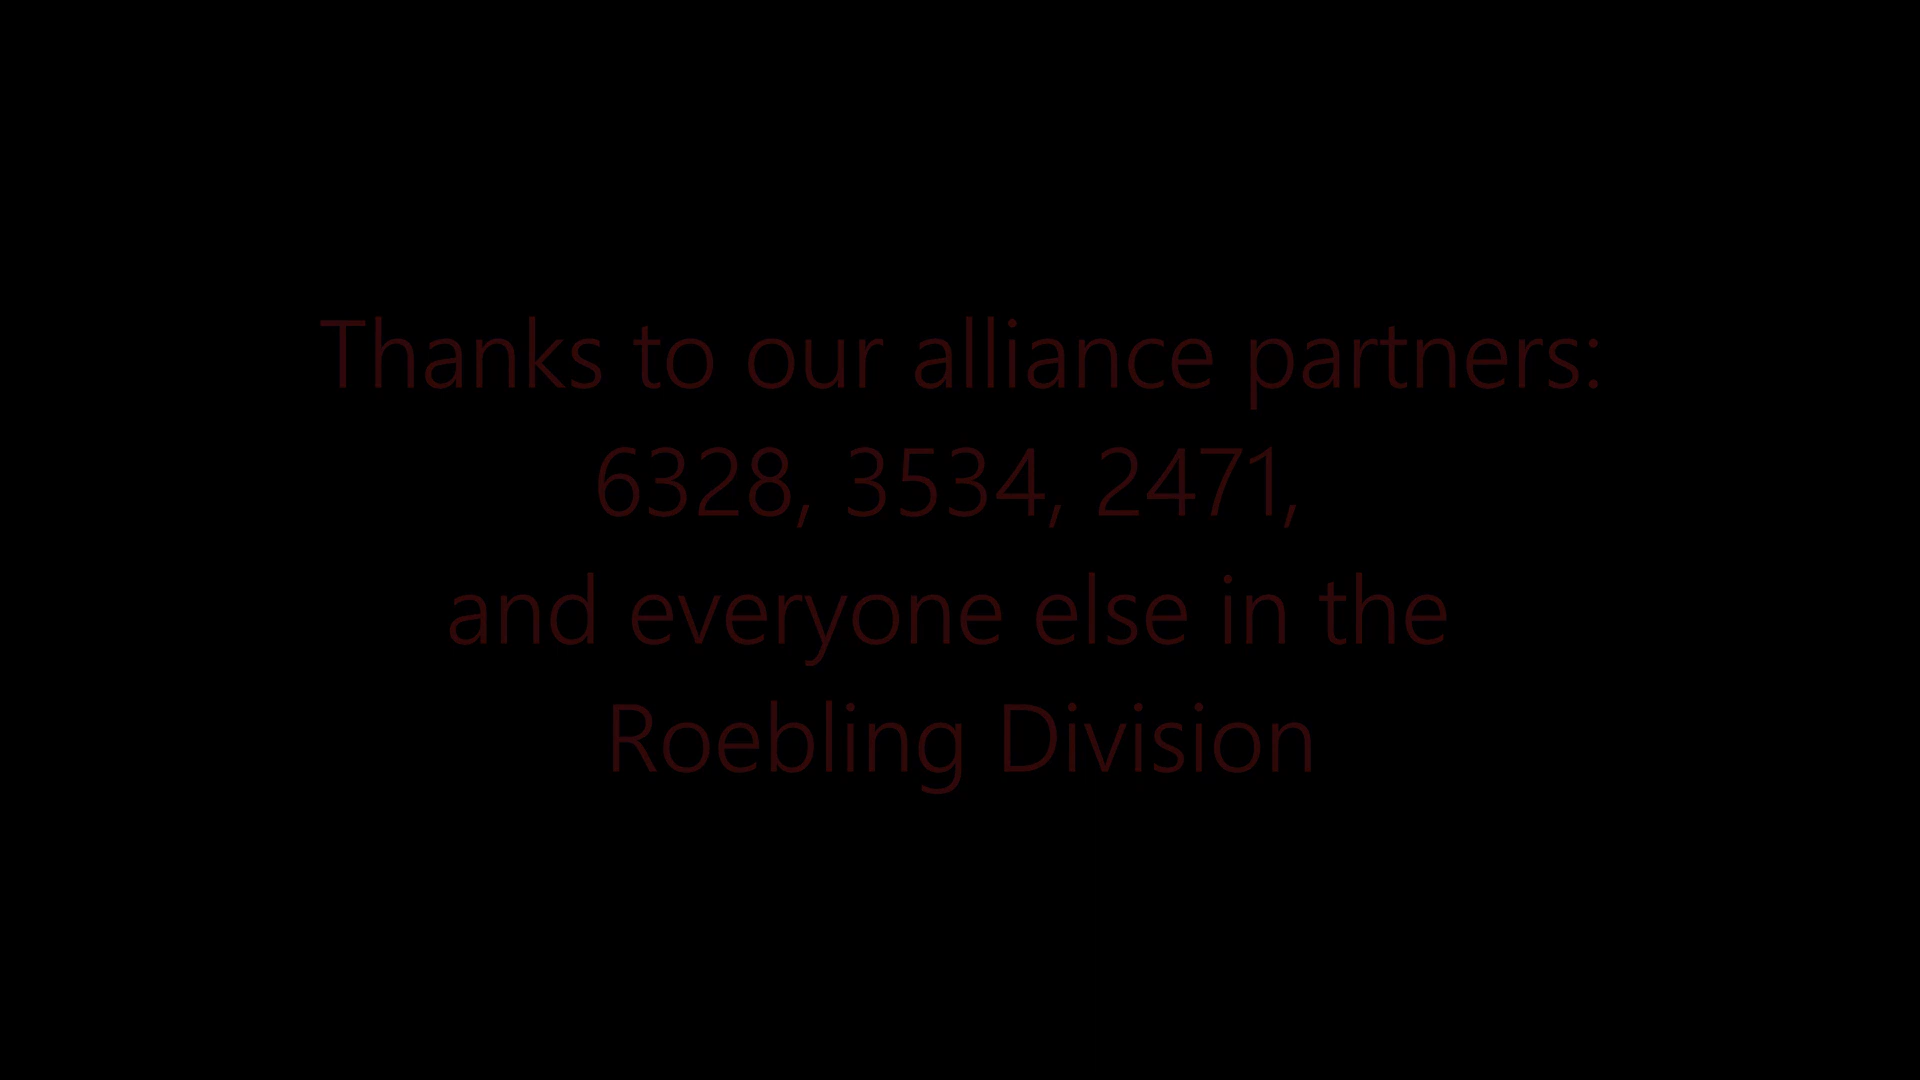 Thanks to our alliance partners:
6328, 3534, 2471,
and everyone else in the
Roebling Division